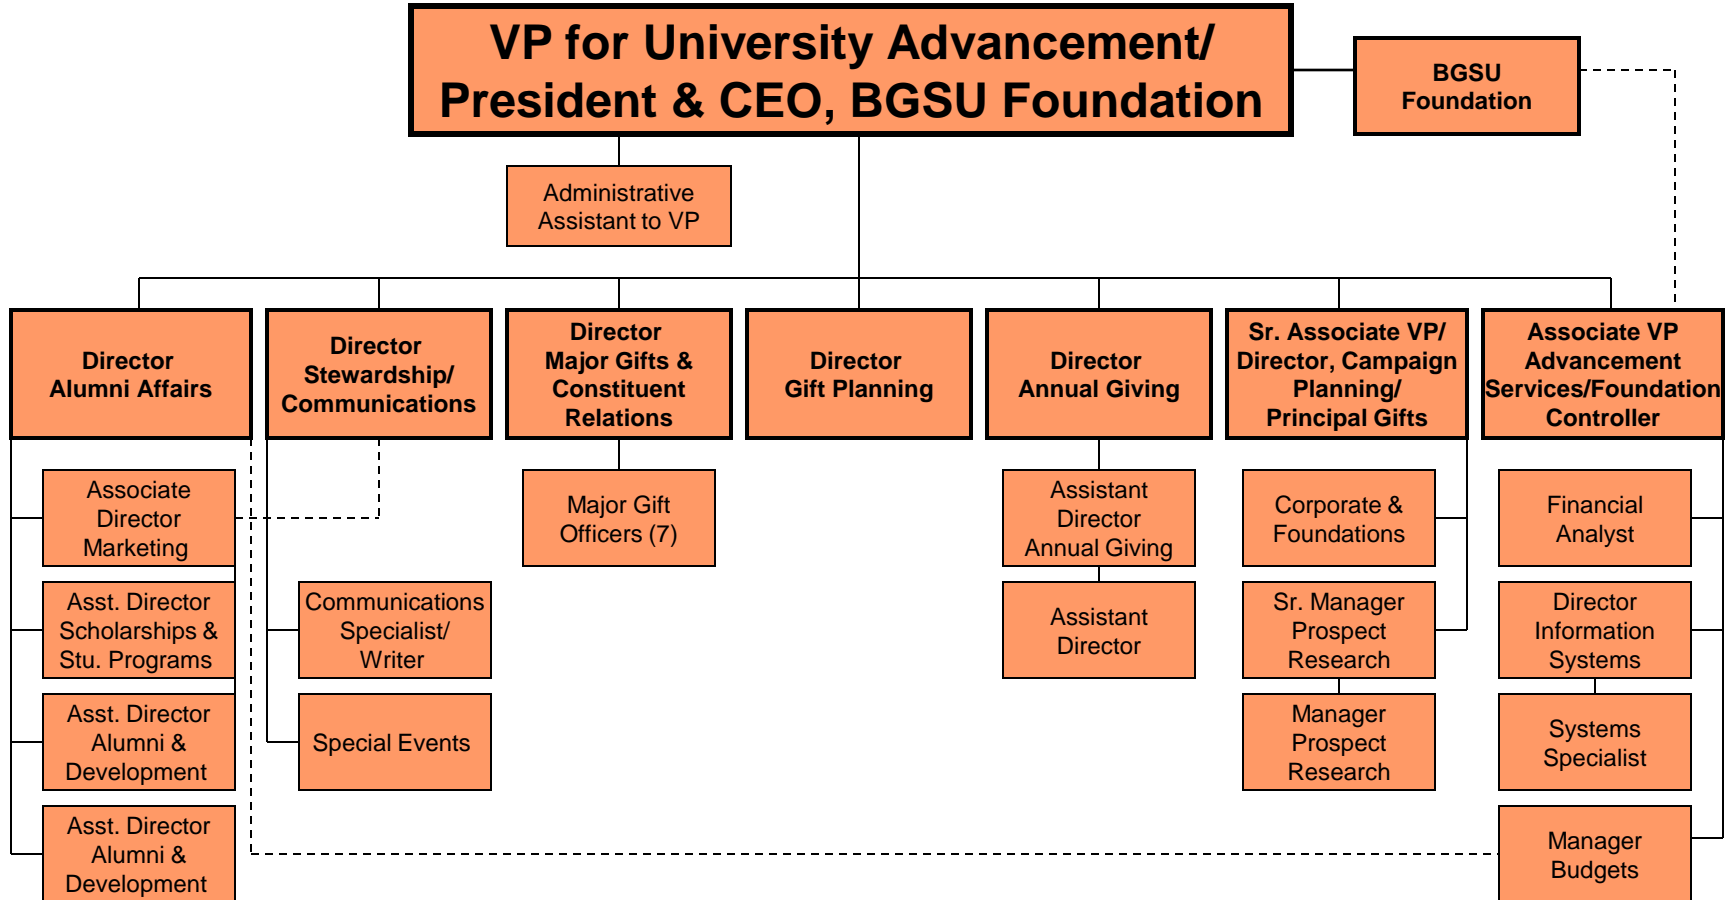 VP for University Advancement/
President & CEO, BGSU Foundation
BGSU
Foundation
Administrative
Assistant to VP
Director
Alumni Affairs
Director
Stewardship/
Communications
Director
Major Gifts &
Constituent
Relations
Director
Gift Planning
Director
Annual Giving
Sr. Associate VP/
Director, Campaign
Planning/
Principal Gifts
Associate VP
Advancement
Services/Foundation
Controller
Associate
Director
Marketing
Asst. Director
Scholarships &
Stu. Programs
Asst. Director
Alumni &
Development
Asst. Director
Alumni &
Development
Communications
Specialist/
Writer
Special Events
Major Gift
Officers (7)
Assistant
Director
Annual Giving
Assistant
Director
Corporate &
Foundations
Sr. Manager
Prospect
Research
Manager
Prospect
Research
Financial
Analyst
Director
Information
Systems
Systems
Specialist
Manager
Budgets